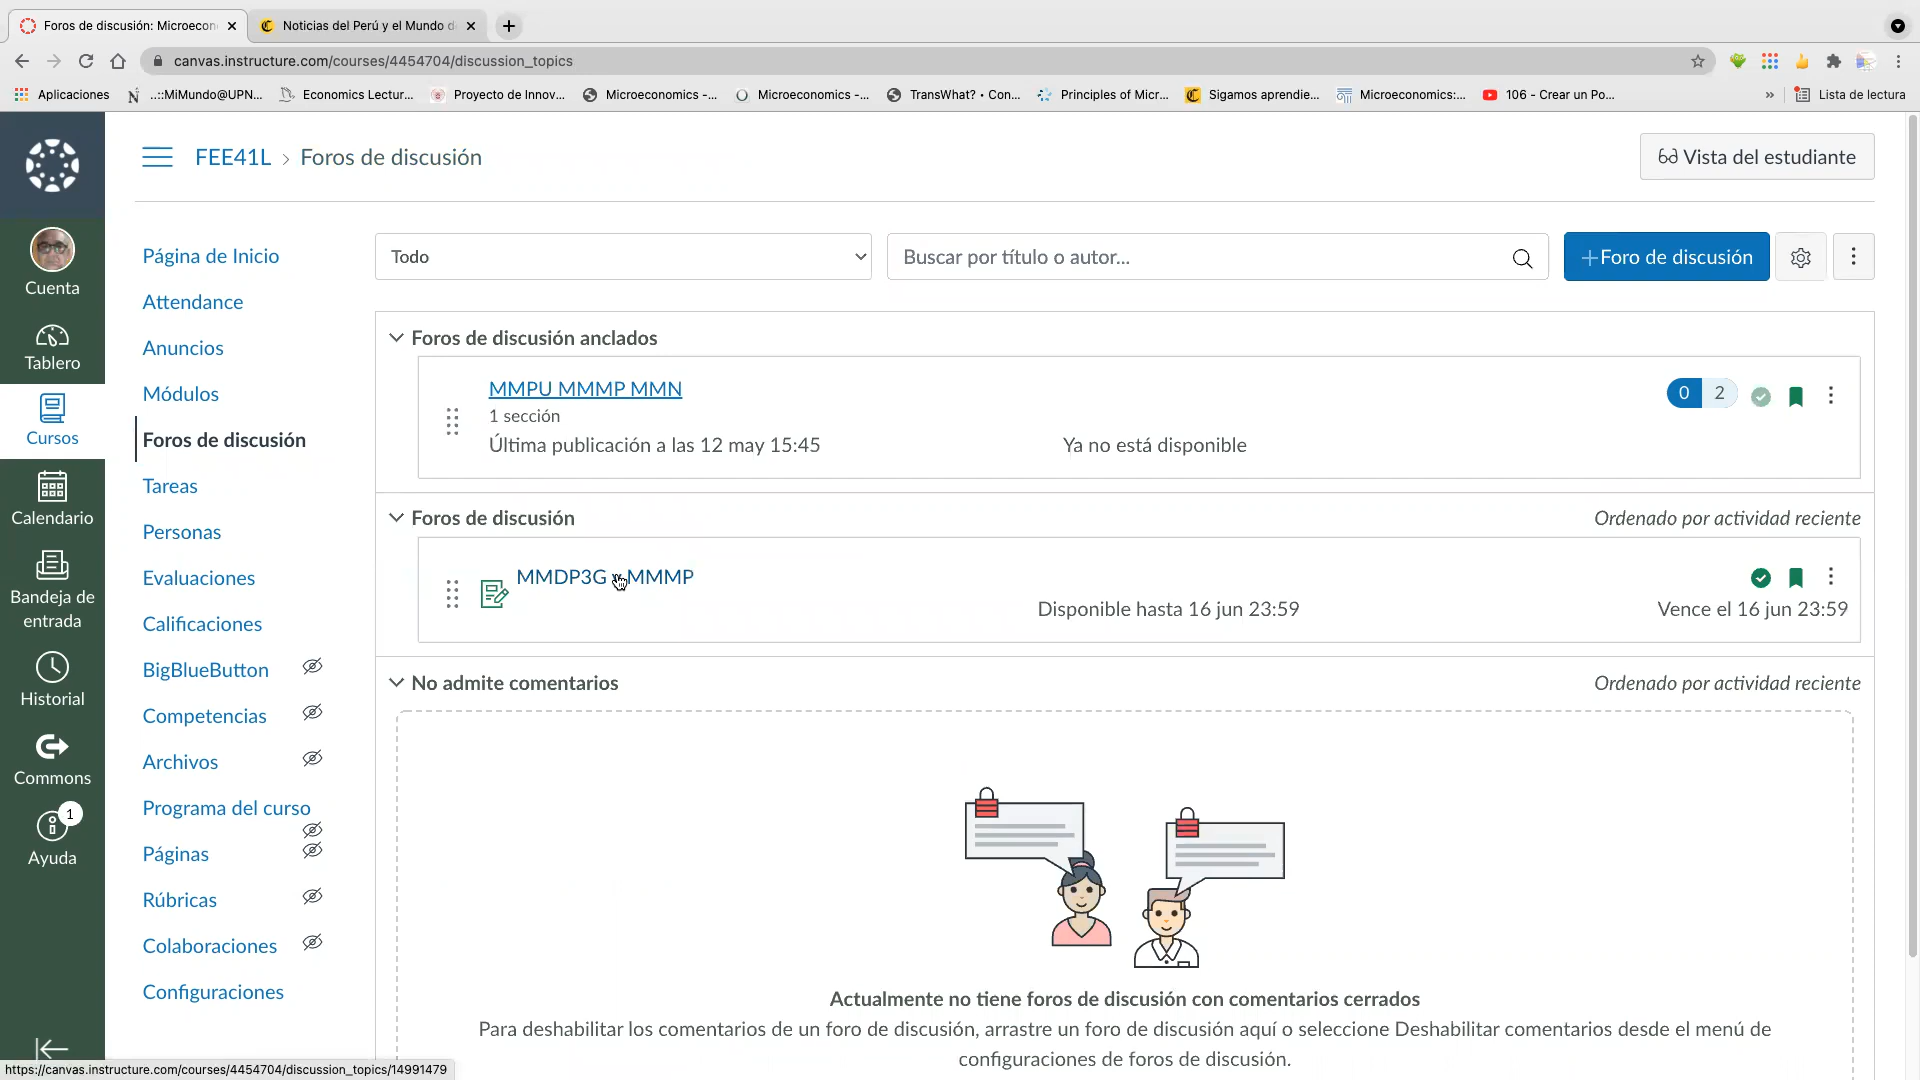 Foros de discusión: Microecon
Noticias del Perú y el Mundo d
canvas.instructure.com/courses/4454704/discussion_topics
Aplicaciones
..::MiMundo@UPN...
Economics Lectur...
Proyecto de Innov...
Microeconomics -...
Microeconomics -...
TransWhat? • Con...
Principles of Micr...
Sigamos aprendie...
Microeconomics:...
106 - Crear un Po...
»
Lista de lectura
FEE41L › Foros de discusión
Vista del estudiante
Cuenta
Tablero
Cursos
Calendario
Bandeja de
entrada
Historial
Commons
1
Ayuda
Página de Inicio
Attendance
Anuncios
Módulos
Foros de discusión
Tareas
Personas
Evaluaciones
Calificaciones
BigBlueButton
Competencias
Archivos
Programa del curso
Páginas
Rúbricas
Colaboraciones
Configuraciones
Todo
Buscar por título o autor...
+Foro de discusión
Foros de discusión anclados
MMPU MMMP MMN
0 2
1 sección
Última publicación a las 12 may 15:45
Ya no está disponible
Foros de discusión
Ordenado por actividad reciente
MMDP3G MMMP
Disponible hasta 16 jun 23:59
Vence el 16 jun 23:59
No admite comentarios
Ordenado por actividad reciente
Actualmente no tiene foros de discusión con comentarios cerrados
Para deshabilitar los comentarios de un foro de discusión, arrastre un foro de discusión aquí o seleccione Deshabilitar comentarios desde el menú de
configuraciones de foros de discusión.
https://canvas.instructure.com/courses/4454704/discussion_topics/14991479